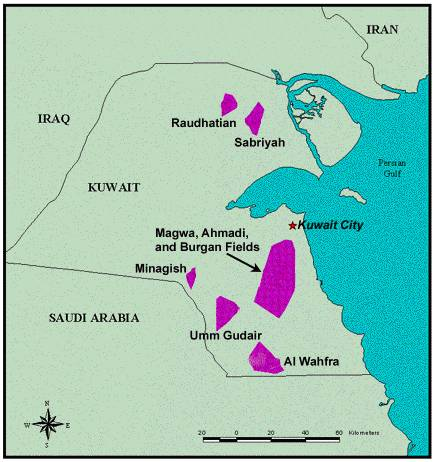 IRAN
Raudhatian
IRAQ
Sabriyah
Persian
Gulf
KUWAIT
Kuwait City
Magwa, Ahmadi,
and Burgan Fields
Minagish
SAUDI ARABIA
Umm Gudair
Al Wahfra
N
W
E
S
20 0 20 40 60 Kilometers